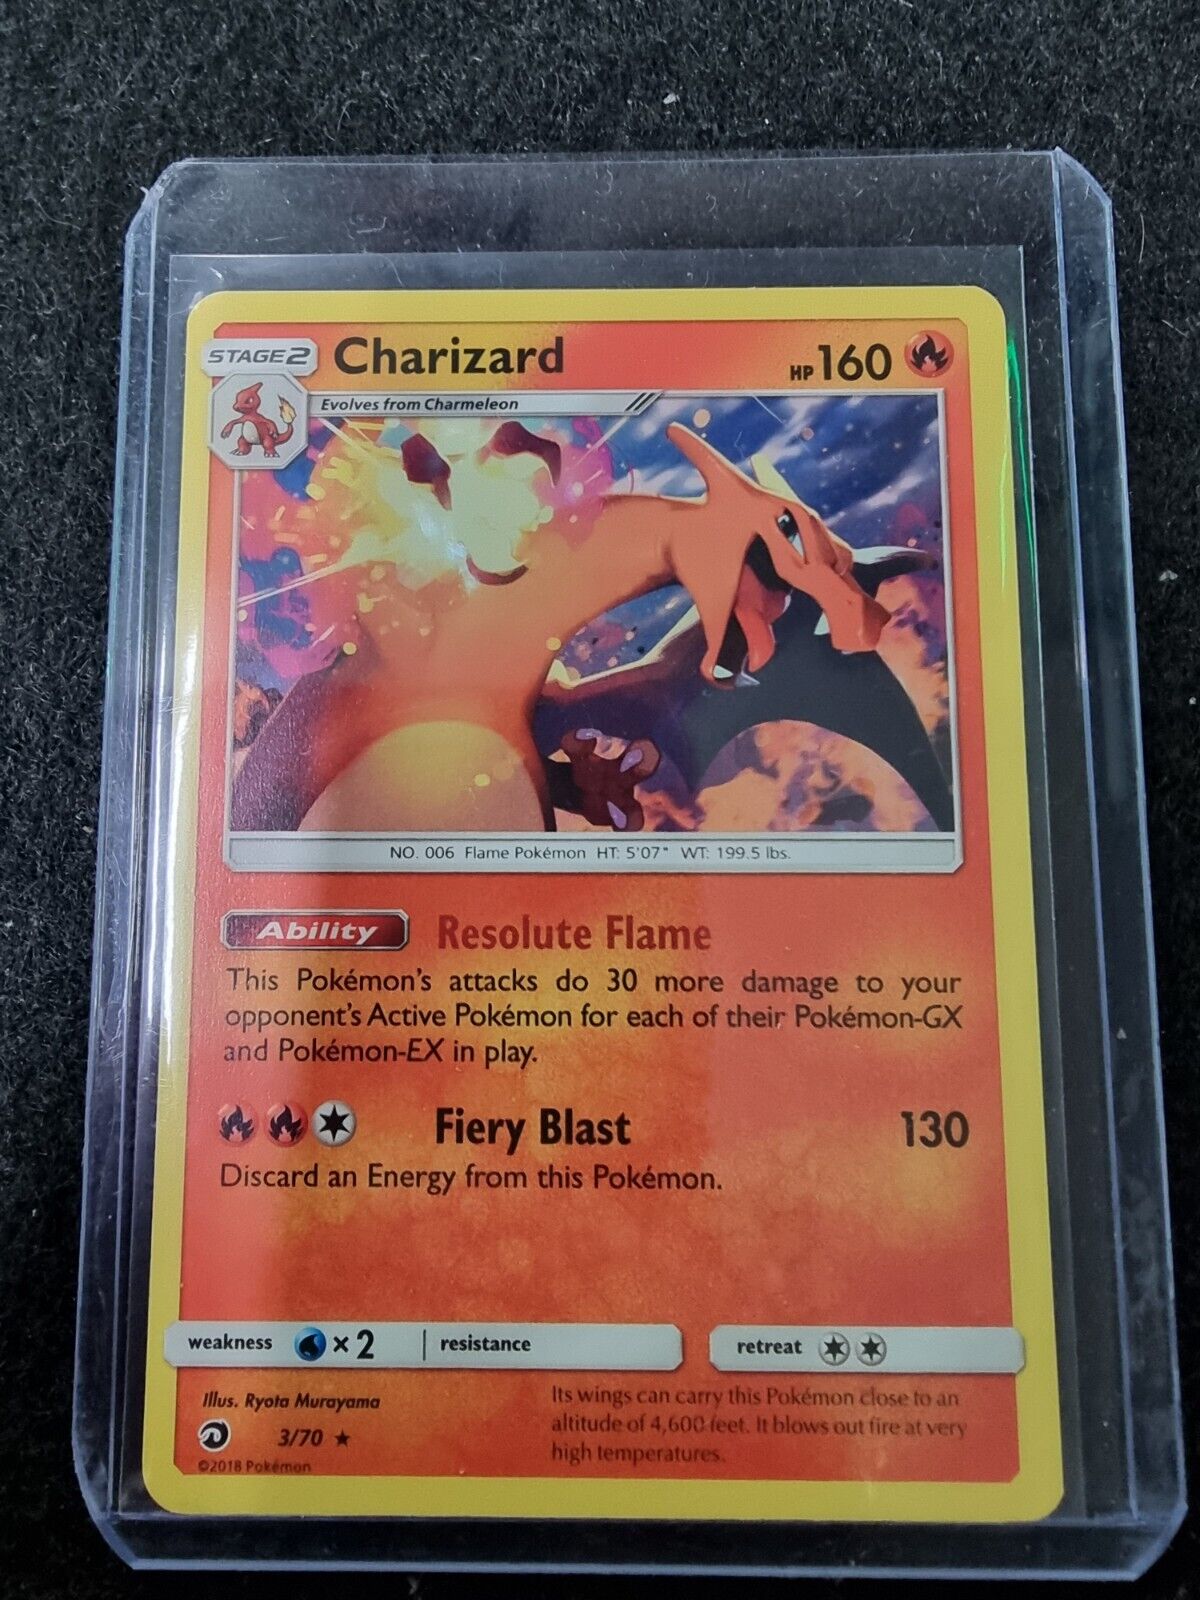 STAGE2 Charizard HP 160
Evolves from Charmeleon
NO. 006 Flame Pokémon HT: 5'07" WT: 199.5 lbs.
Ability Resolute Flame
This Pokémon's attacks do 30 more damage to your
opponent's Active Pokémon for each of their Pokémon-GX
and Pokémon-EX in play.
Fiery Blast 130
Discard an Energy from this Pokémon.
weakness ×2 resistance retreat
Illus. Ryota Murayama
3/70
©2018 Pokémon
Its wings can carry this Pokémon close to an
altitude of 4,600 feet. It blows out fire at very
high temperatures.